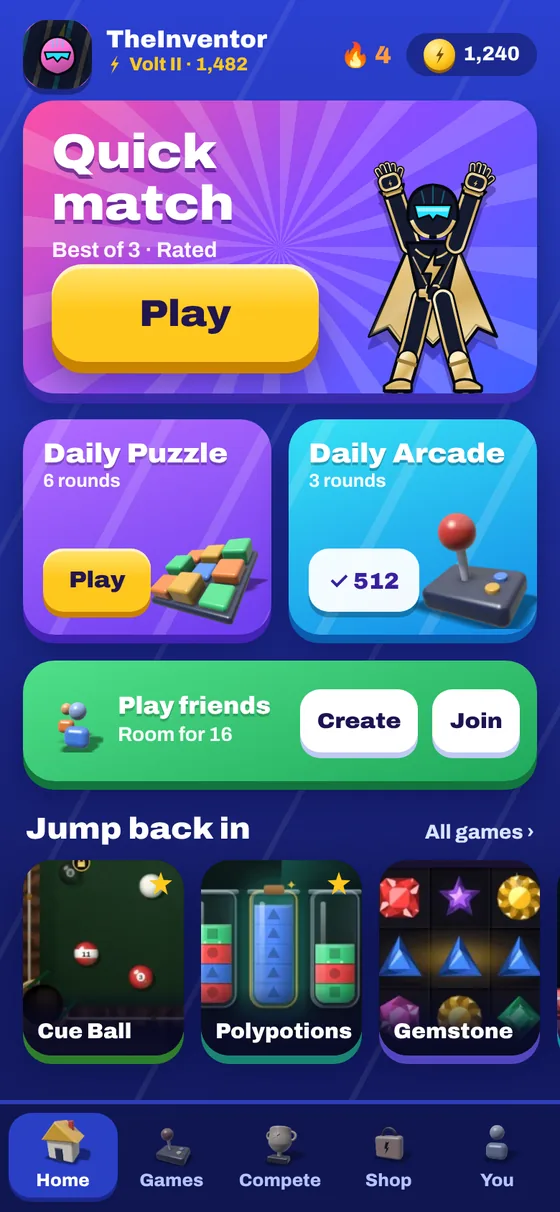 TheInventor
Volt II · 1,482
4
1,240
Quick
match
Best of 3 · Rated
Play
Daily Puzzle
6 rounds
Play
Daily Arcade
3 rounds
✓ 512
Play friends
Room for 16
Create
Join
Jump back in
All games ›
11
3
Cue Ball
Polypotions
Gemstone
Home
Games
Compete
Shop
You